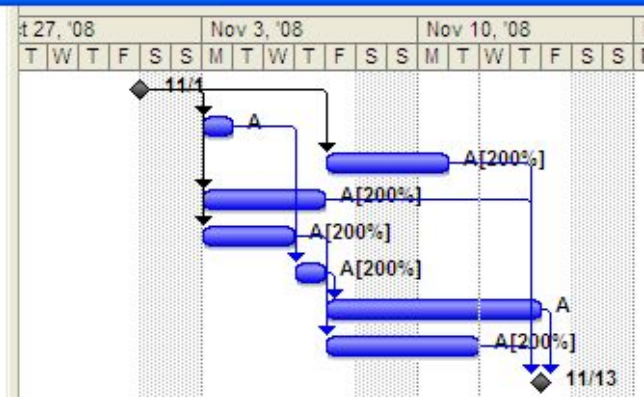 t 27, '08 Nov 3, '08 Nov 10, '08
T W T F S S M T W T F S S M T W T F S S
11/1
A
A[200%]
A[200%]
A[200%]
A[200%]
A
A[200%]
11/13